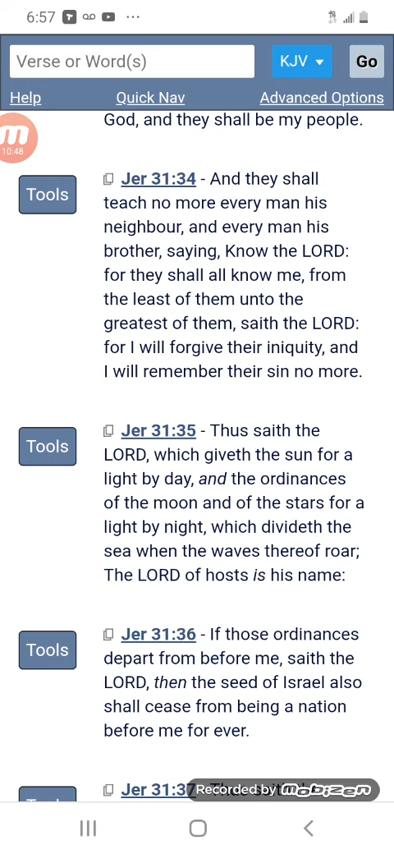 6:57
Verse or Word(s)
KJV
Go
Help
Quick Nav
Advanced Options
God, and they shall be my people.
10:48
Tools
Jer 31:34 - And they shall
teach no more every man his
neighbour, and every man his
brother, saying, Know the LORD:
for they shall all know me, from
the least of them unto the
greatest of them, saith the LORD:
for I will forgive their iniquity, and
I will remember their sin no more.
Tools
Jer 31:35 - Thus saith the
LORD, which giveth the sun for a
light by day, and the ordinances
of the moon and of the stars for a
light by night, which divideth the
sea when the waves thereof roar;
The LORD of hosts is his name:
Tools
Jer 31:36 - If those ordinances
depart from before me, saith the
LORD, then the seed of Israel also
shall cease from being a nation
before me for ever.
Jer 31:37
Recorded by mobizen